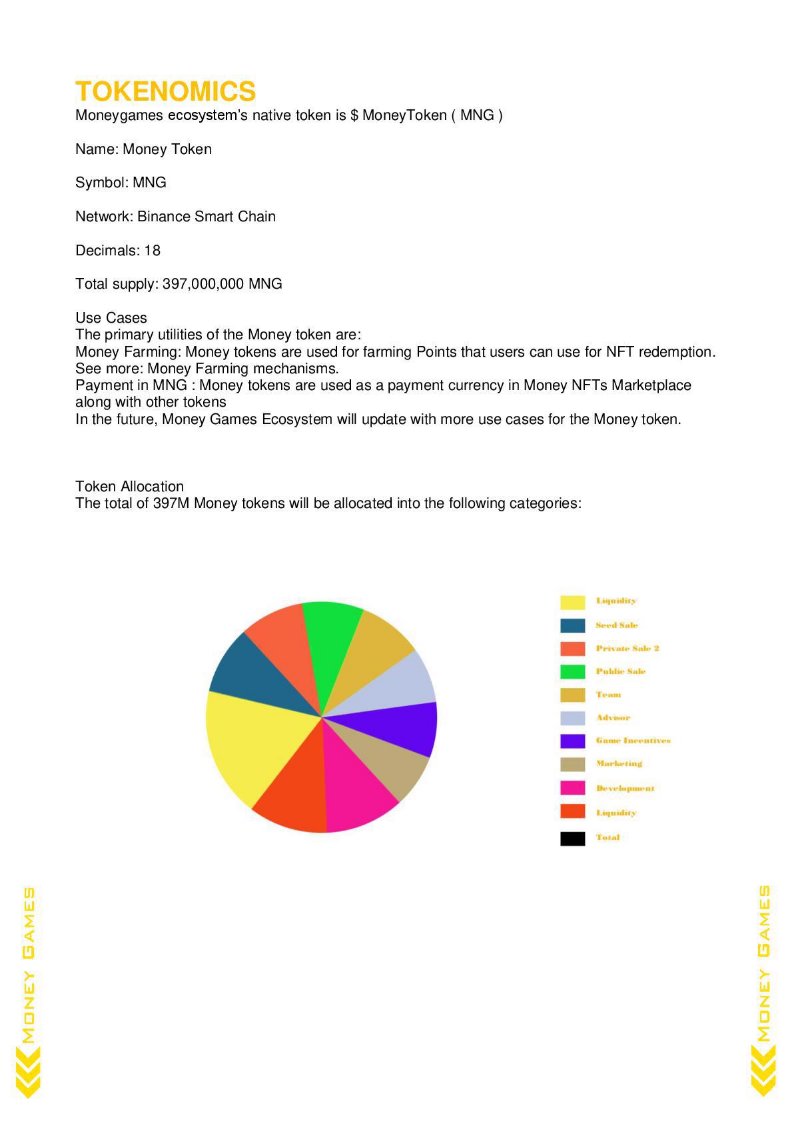 TOKENOMICS
Moneygames ecosystem's native token is $ MoneyToken ( MNG )
Name: Money Token
Symbol: MNG
Network: Binance Smart Chain
Decimals: 18
Total supply: 397,000,000 MNG
Use Cases
The primary utilities of the Money token are:
Money Farming: Money tokens are used for farming Points that users can use for NFT redemption.
See more: Money Farming mechanisms.
Payment in MNG : Money tokens are used as a payment currency in Money NFTs Marketplace
along with other tokens
In the future, Money Games Ecosystem will update with more use cases for the Money token.
Token Allocation
The total of 397M Money tokens will be allocated into the following categories:
Liquidity
Seed Sale
Private Sale 2
Public Sale
Team
Advisor
Game Incentives
Marketing
Development
Liquidity
Total
Money Games
Money Games